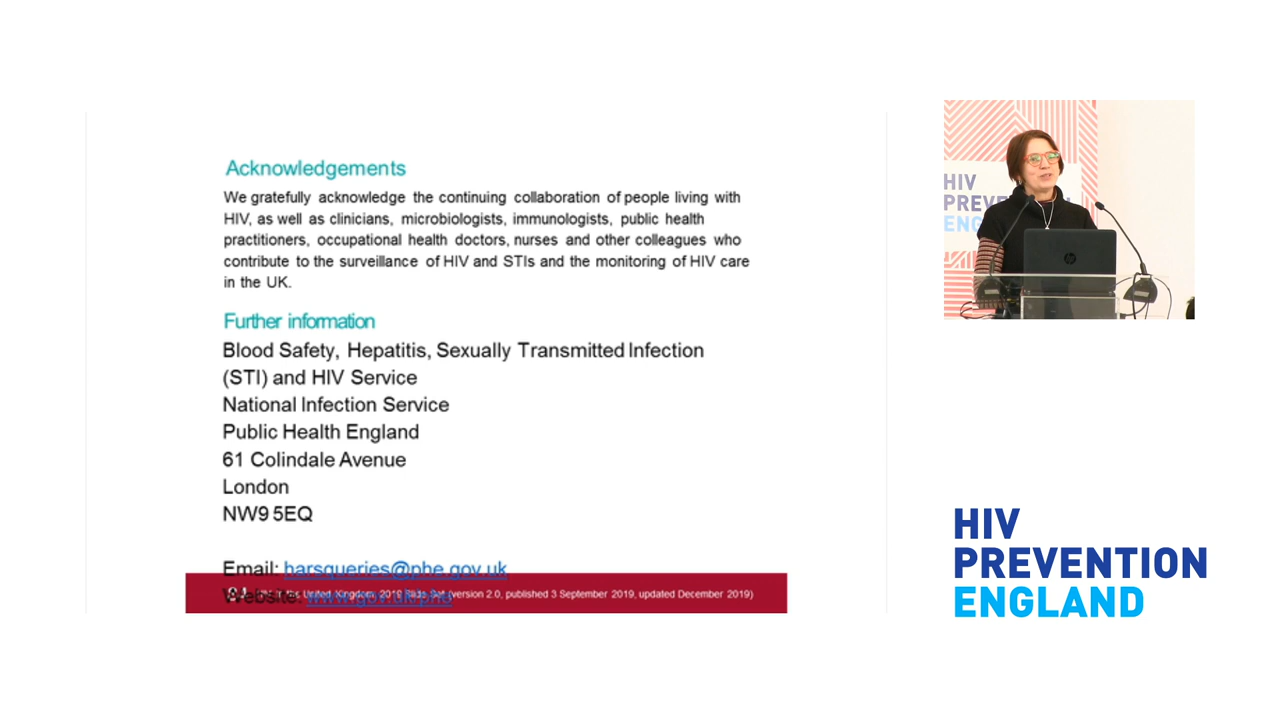 Acknowledgements
We gratefully acknowledge the continuing collaboration of people living with
HIV, as well as clinicians, microbiologists, immunologists, public health
practitioners, occupational health doctors, nurses and other colleagues who
contribute to the surveillance of HIV and STIs and the monitoring of HIV care
in the UK.
Further information
Blood Safety, Hepatitis, Sexually Transmitted Infection
(STI) and HIV Service
National Infection Service
Public Health England
61 Colindale Avenue
London
NW9 5EQ
Email: harsqueries@phe.gov.uk
Website: www.gov.uk/phe
United Kingdom: 2019 Slide Set (version 2.0, published 3 September 2019, updated December 2019)
HIV
ENG
HIV
PREVENTION
ENGLAND